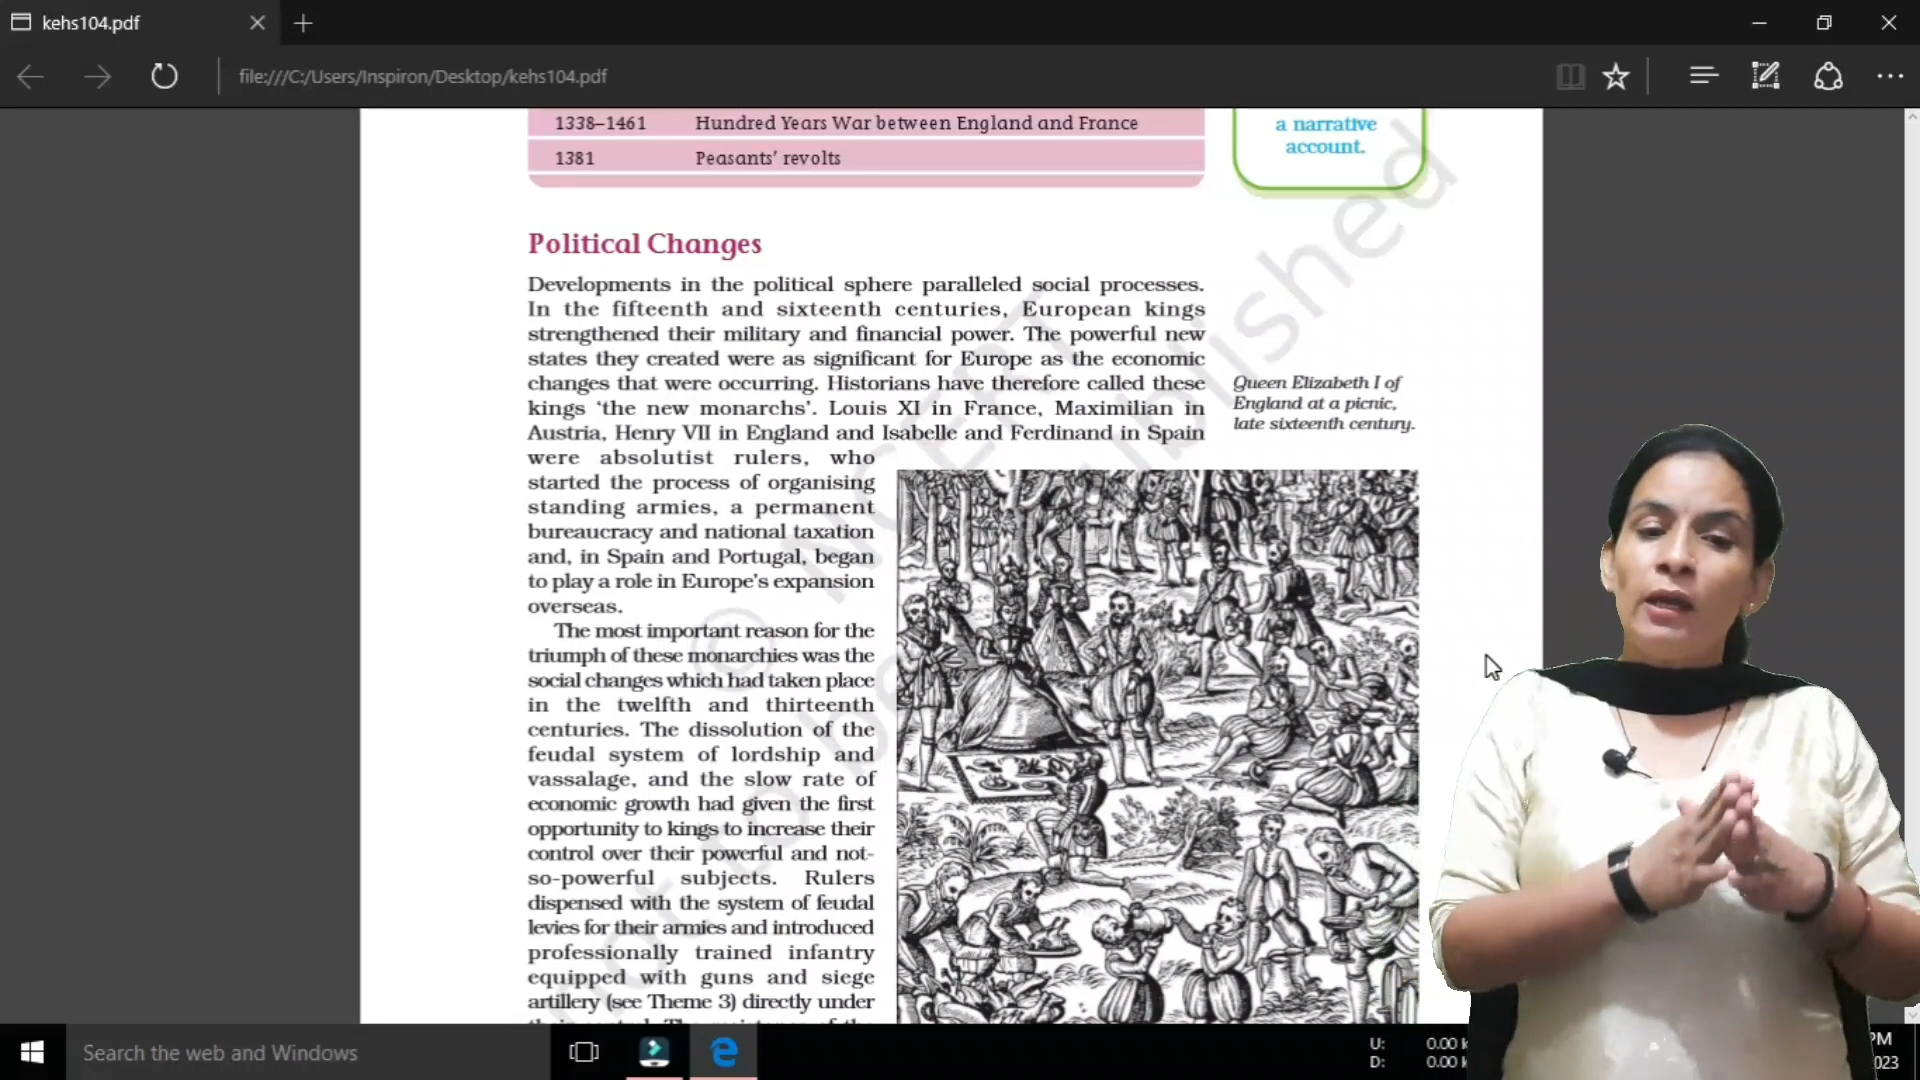 kehs104.pdf
file:///C:/Users/Inspiron/Desktop/kehs104.pdf
1338–1461 Hundred Years War between England and France
1381 Peasants' revolts
a narrative
account.
Political Changes
Developments in the political sphere paralleled social processes.
In the fifteenth and sixteenth centuries, European kings
strengthened their military and financial power. The powerful new
states they created were as significant for Europe as the economic
changes that were occurring. Historians have therefore called these
kings 'the new monarchs'. Louis XI in France, Maximilian in
Austria, Henry VII in England and Isabelle and Ferdinand in Spain
were absolutist rulers, who
started the process of organising
standing armies, a permanent
bureaucracy and national taxation
and, in Spain and Portugal, began
to play a role in Europe's expansion
overseas.
The most important reason for the
triumph of these monarchies was the
social changes which had taken place
in the twelfth and thirteenth
centuries. The dissolution of the
feudal system of lordship and
vassalage, and the slow rate of
economic growth had given the first
opportunity to kings to increase their
control over their powerful and not-
so-powerful subjects. Rulers
dispensed with the system of feudal
levies for their armies and introduced
professionally trained infantry
equipped with guns and siege
artillery (see Theme 3) directly under
Queen Elizabeth I of
England at a picnic,
late sixteenth century.
© NCERT
not to be published
Search the web and Windows
U: 0.00 k
D: 0.00 k
PM
023